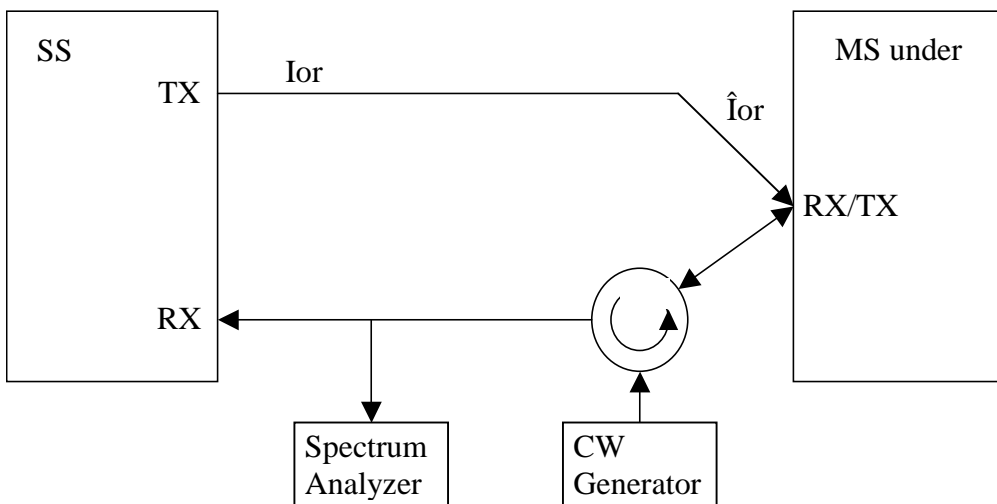 SS
MS under
TX
Ior
Îor
RX/TX
RX
Spectrum
Analyzer
CW
Generator